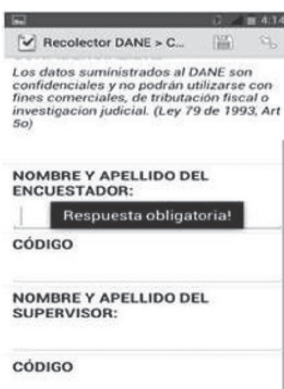 4:14
Recolector DANE > C...
Los datos suministrados al DANE son
confidenciales y no podrán utilizarse con
fines comerciales, de tributación fiscal o
investigacion judicial. (Ley 79 de 1993, Art
5o)
NOMBRE Y APELLIDO DEL
ENCUESTADOR:
Respuesta obligatoria!
CÓDIGO
NOMBRE Y APELLIDO DEL
SUPERVISOR:
CÓDIGO